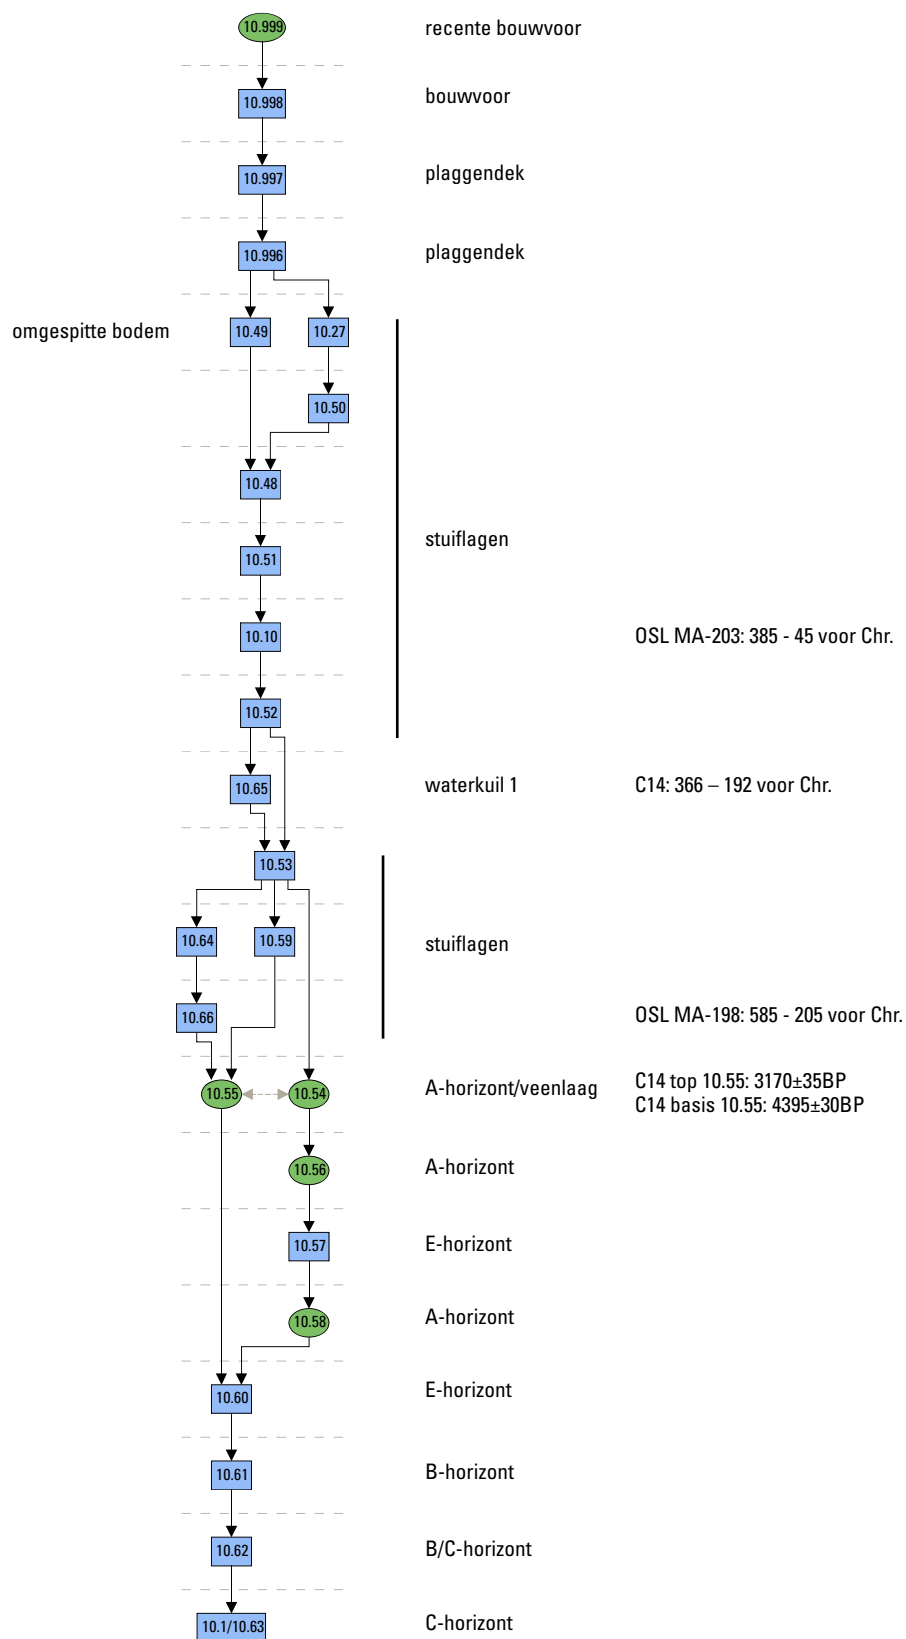 10.999
recente bouwvoor
10.998
bouwvoor
10.997
plaggendek
10.996
plaggendek
omgespitte bodem
10.49
10.27
10.50
10.48
stuiflagen
10.51
10.10
OSL MA-203: 385 - 45 voor Chr.
10.52
10.65
waterkuil 1
C14: 366 – 192 voor Chr.
10.53
10.64
10.59
stuiflagen
10.66
OSL MA-198: 585 - 205 voor Chr.
10.55
10.54
A-horizont/veenlaag
C14 top 10.55: 3170±35BP
C14 basis 10.55: 4395±30BP
10.56
A-horizont
10.57
E-horizont
10.58
A-horizont
10.60
E-horizont
10.61
B-horizont
10.62
B/C-horizont
10.1/10.63
C-horizont